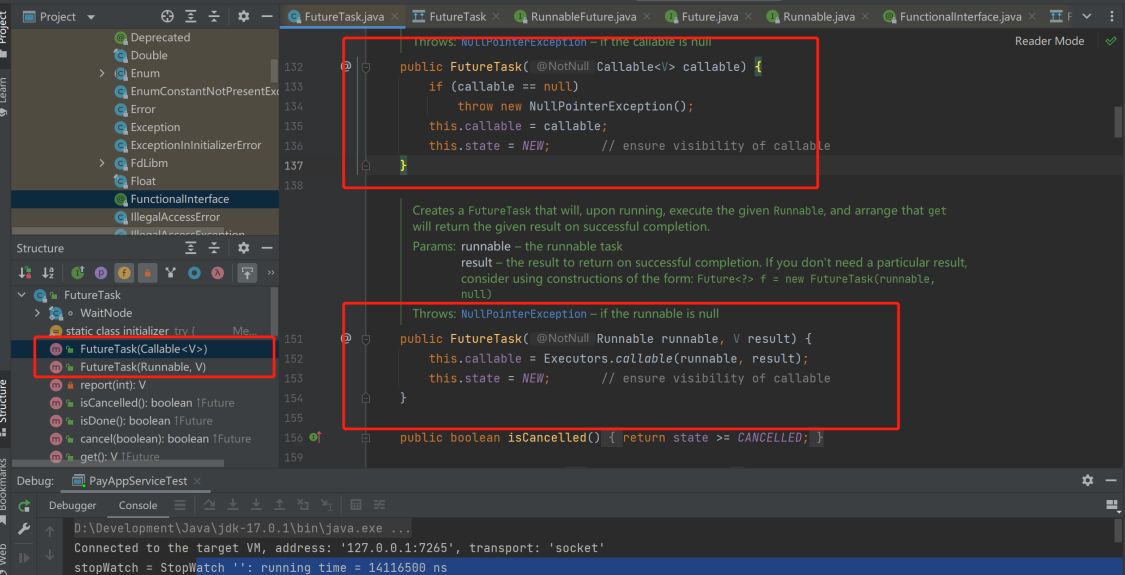 Project
FutureTask.java
FutureTask
RunnableFuture.java
Future.java
Runnable.java
FunctionalInterface.java
Project
Learn
Structure
Bookmarks
Web
Deprecated
Double
Enum
EnumConstantNotPresentExc
Error
Exception
ExceptionInInitializerError
FdLibm
Float
FunctionalInterface
IllegalAccessError
IllegalAccessException
Structure
FutureTask
WaitNode
static class initializer try { Me...
FutureTask(Callable<V>)
FutureTask(Runnable, V)
report(int): V
isCancelled(): boolean ↑Future
isDone(): boolean ↑Future
cancel(boolean): boolean ↑Future
get(): V ↑Future
Reader Mode
Throws: NullPointerException – if the callable is null
132 @ public FutureTask( @NotNull Callable<V> callable) {
133 if (callable == null)
134 throw new NullPointerException();
135 this.callable = callable;
136 this.state = NEW; // ensure visibility of callable
137 }
138
Creates a FutureTask that will, upon running, execute the given Runnable, and arrange that get
will return the given result on successful completion.
Params: runnable – the runnable task
result – the result to return on successful completion. If you don't need a particular result,
consider using constructions of the form: Future<?> f = new FutureTask(runnable,
null)
Throws: NullPointerException – if the runnable is null
151 @ public FutureTask( @NotNull Runnable runnable, V result) {
152 this.callable = Executors.callable(runnable, result);
153 this.state = NEW; // ensure visibility of callable
154 }
155
156 public boolean isCancelled() { return state >= CANCELLED; }
159
Debug: PayAppServiceTest
Debugger Console
D:\Development\Java\jdk-17.0.1\bin\java.exe ...
Connected to the target VM, address: '127.0.0.1:7265', transport: 'socket'
stopWatch = StopWatch '': running time = 14116500 ns